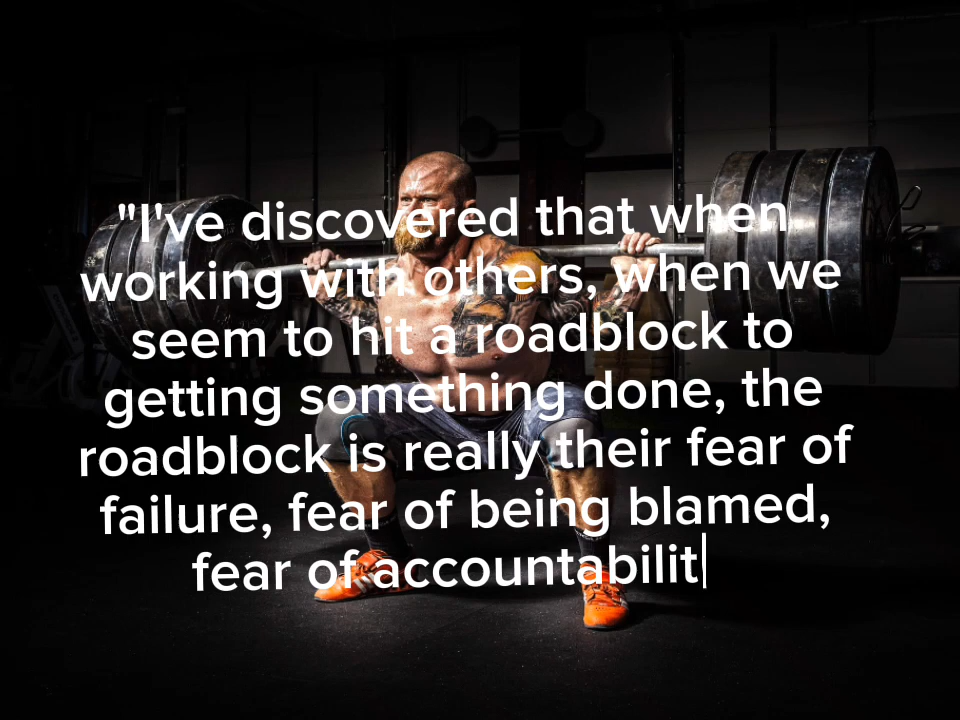 "I've discovered that when
working with others, when we
seem to hit a roadblock to
getting something done, the
roadblock is really their fear of
failure, fear of being blamed,
fear of accountabilit